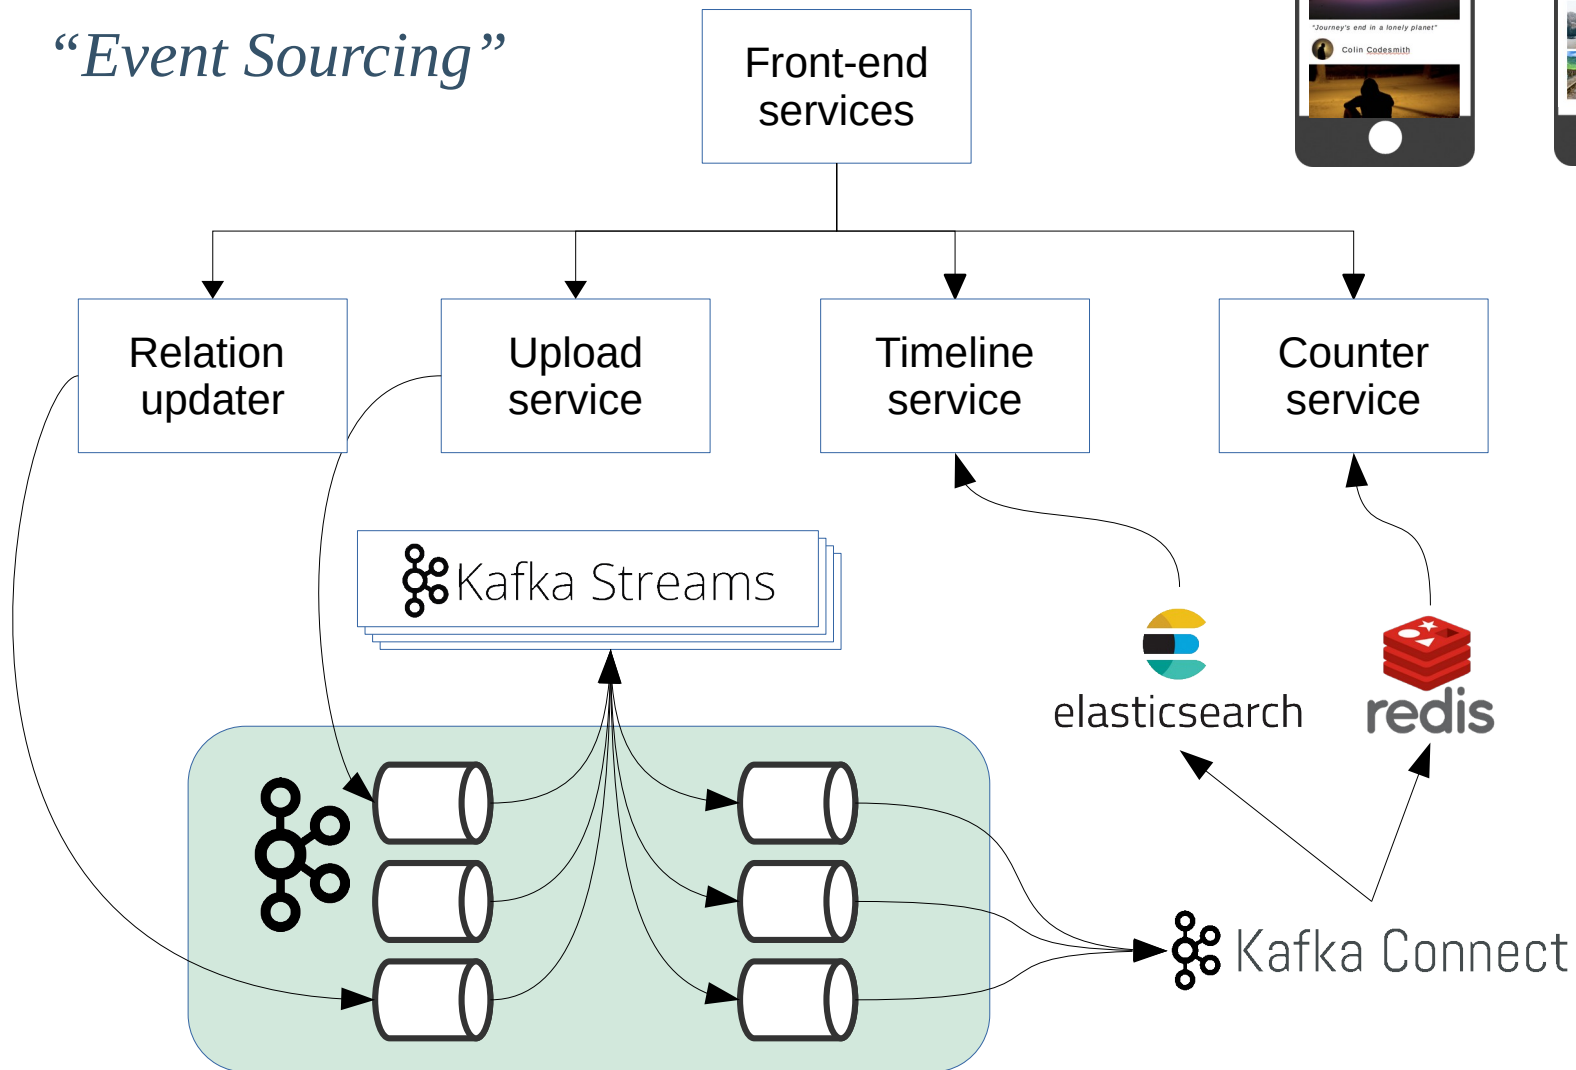 “Event Sourcing”
Front-end
services
"Journey's end in a lonely planet"
Colin Codesmith
Relation
updater
Upload
service
Timeline
service
Counter
service
Kafka Streams
elasticsearch
redis
Kafka Connect